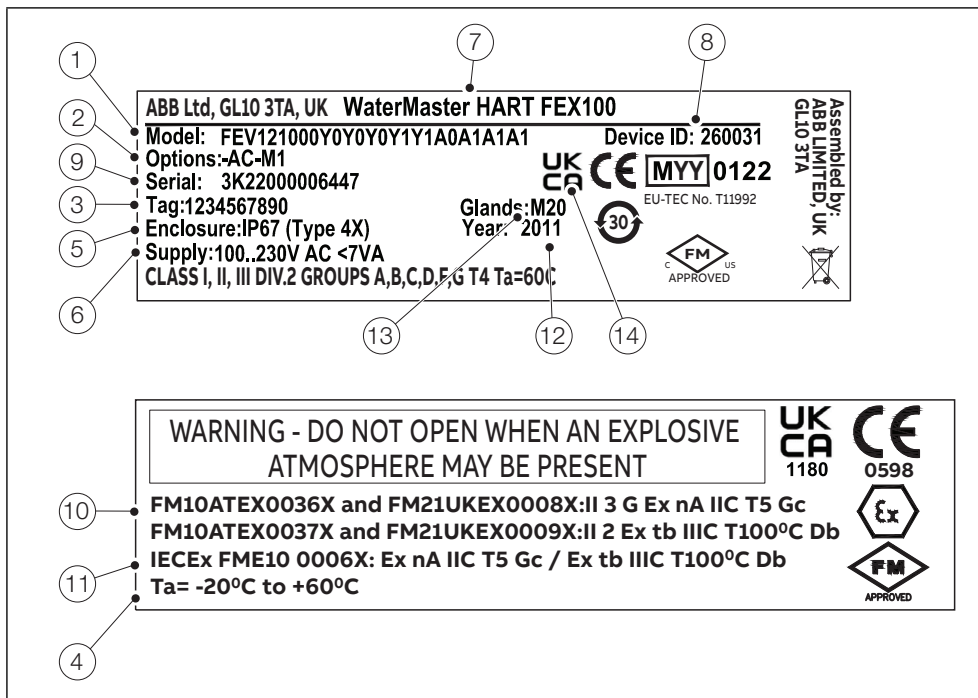 7
8
1
ABB Ltd, GL10 3TA, UK WaterMaster HART FEX100
Model: FEV121000Y0Y0Y0Y1Y1A0A1A1A1 Device ID: 260031
2
Options:-AC-M1
UK CA CE MYY 0122
9
Serial: 3K22000006447
EU-TEC No. T11992
3
Tag:1234567890 Glands:M20
30
5
Enclosure:IP67 (Type 4X) Year: 2011
6
Supply:100..230V AC <7VA
C FM US
APPROVED
CLASS I, II, III DIV.2 GROUPS A,B,C,D,F,G T4 Ta=60C
Assembled by:
ABB LIMITED, UK
GL10 3TA
13
12
14
WARNING - DO NOT OPEN WHEN AN EXPLOSIVE
ATMOSPHERE MAY BE PRESENT
UK CA CE
1180 0598
10
FM10ATEX0036X and FM21UKEX0008X:II 3 G Ex nA IIC T5 Gc
Ex
FM10ATEX0037X and FM21UKEX0009X:II 2 Ex tb IIIC T100⁰C Db
11
IECEx FME10 0006X: Ex nA IIC T5 Gc / Ex tb IIIC T100⁰C Db
FM
APPROVED
Ta= -20⁰C to +60⁰C
4